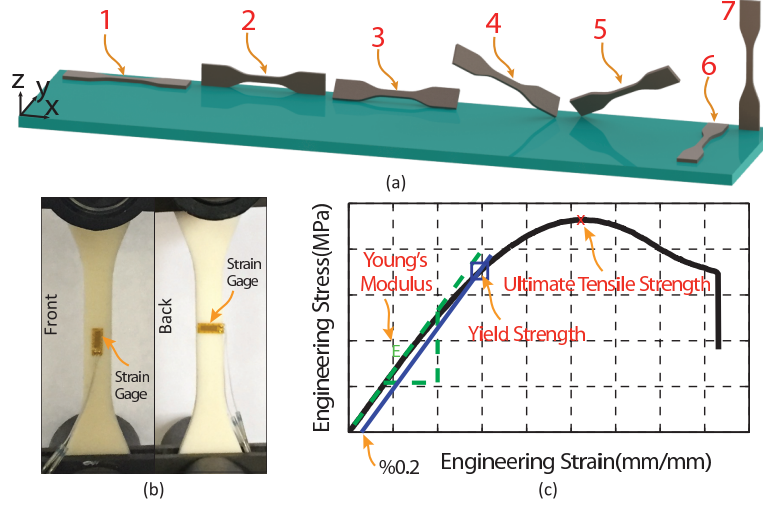 1
2
3
4
5
6
7
z
y
x
(a)
Front
Strain
Gage
Back
Strain
Gage
(b)
Engineering Stress(MPa)
Young's
Modulus
E
Ultimate Tensile Strength
Yield Strength
%0.2
Engineering Strain(mm/mm)
(c)